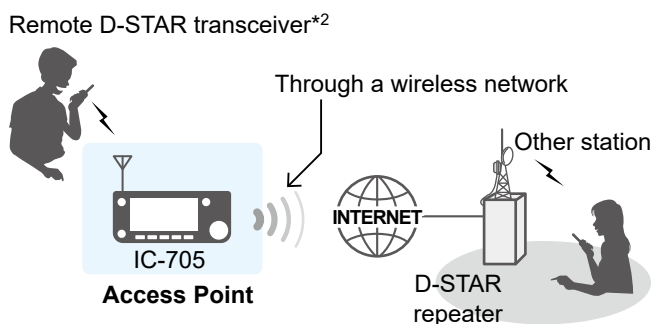 Remote D-STAR transceiver*2
Through a wireless network
Other station
INTERNET
IC-705
Access Point
D-STAR
repeater